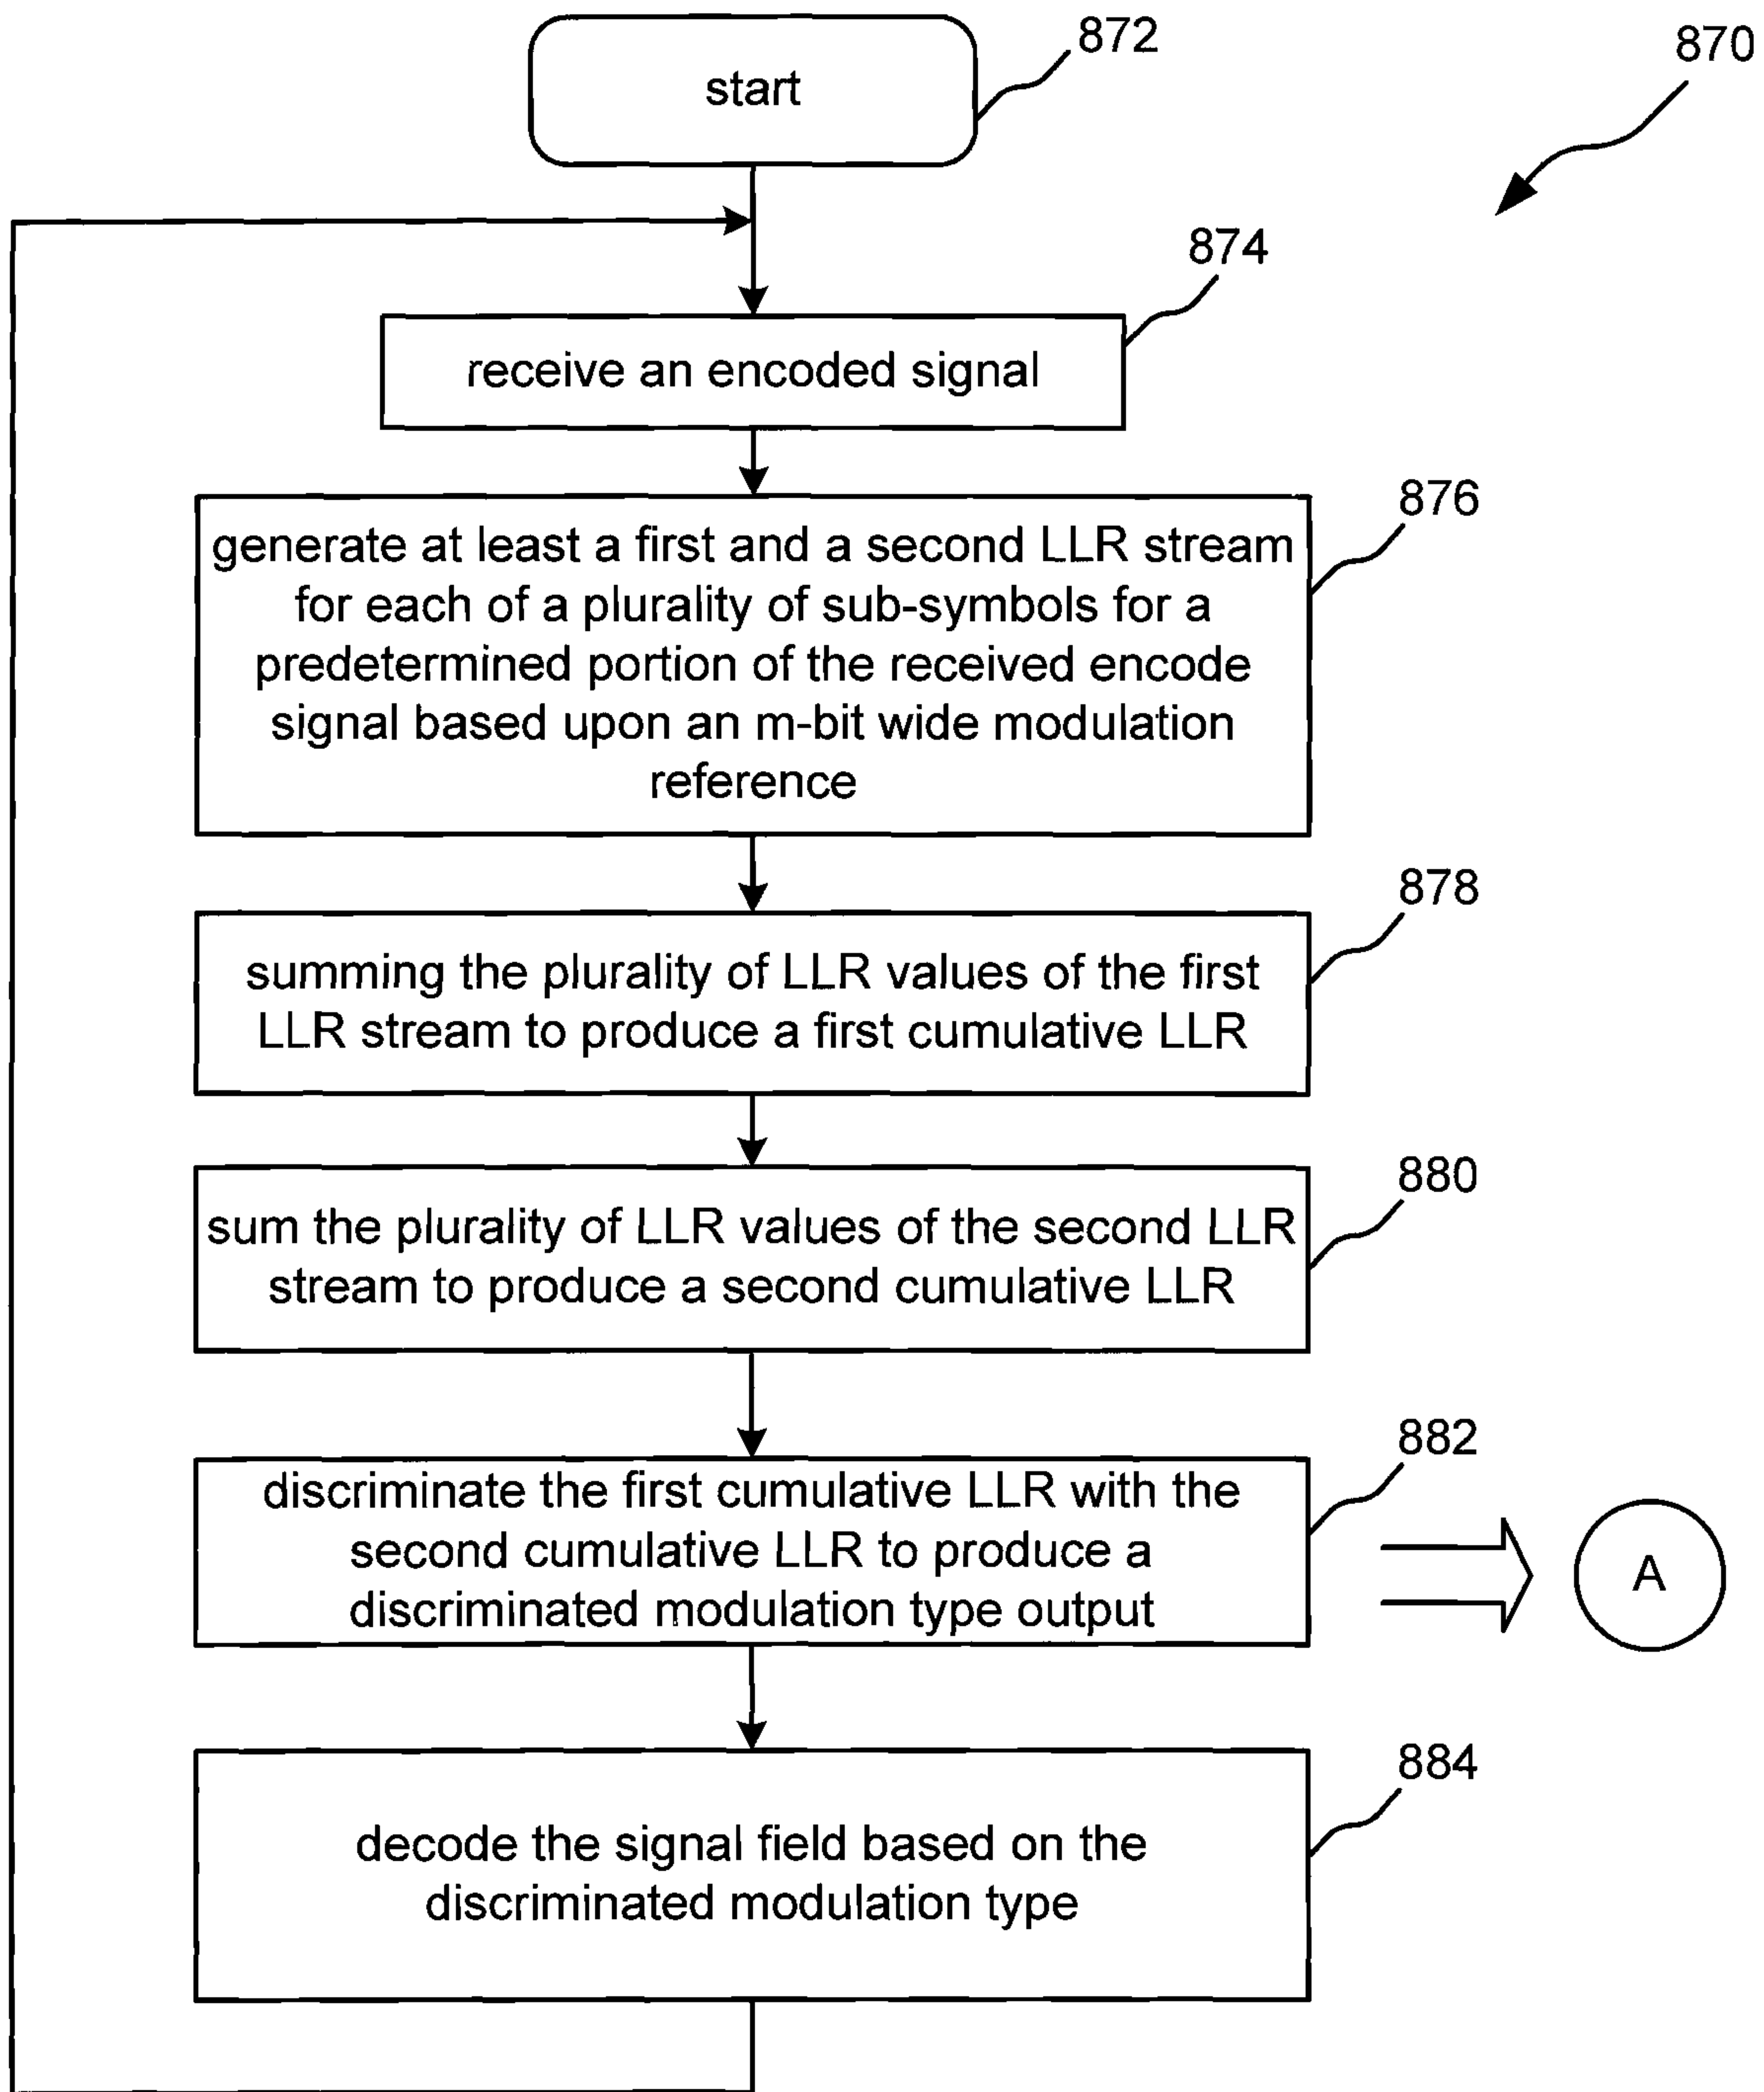 872
870
start
874
receive an encoded signal
876
generate at least a first and a second LLR stream
for each of a plurality of sub-symbols for a
predetermined portion of the received encode
signal based upon an m-bit wide modulation
reference
878
summing the plurality of LLR values of the first
LLR stream to produce a first cumulative LLR
880
sum the plurality of LLR values of the second LLR
stream to produce a second cumulative LLR
882
discriminate the first cumulative LLR with the
second cumulative LLR to produce a
discriminated modulation type output
A
884
decode the signal field based on the
discriminated modulation type